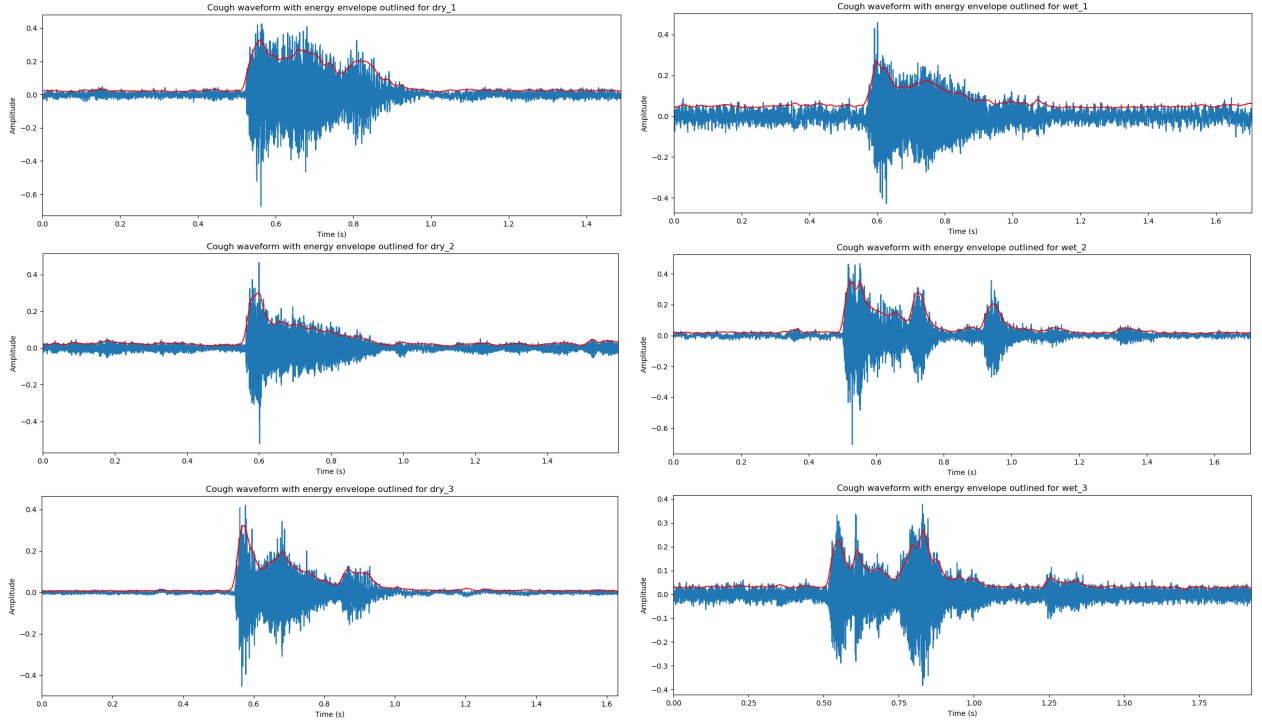 Cough waveform with energy envelope outlined for dry_1
0.4
0.2
0.0
−0.2
−0.4
−0.6
Amplitude
0.0 0.2 0.4 0.6 0.8 1.0 1.2 1.4
Time (s)
Cough waveform with energy envelope outlined for wet_1
0.4
0.2
0.0
−0.2
−0.4
Amplitude
0.0 0.2 0.4 0.6 0.8 1.0 1.2 1.4 1.6
Time (s)
Cough waveform with energy envelope outlined for dry_2
0.4
0.2
0.0
−0.2
−0.4
Amplitude
0.0 0.2 0.4 0.6 0.8 1.0 1.2 1.4
Time (s)
Cough waveform with energy envelope outlined for wet_2
0.4
0.2
0.0
−0.2
−0.4
−0.6
Amplitude
0.0 0.2 0.4 0.6 0.8 1.0 1.2 1.4 1.6
Time (s)
Cough waveform with energy envelope outlined for dry_3
0.4
0.2
0.0
−0.2
−0.4
Amplitude
0.0 0.2 0.4 0.6 0.8 1.0 1.2 1.4 1.6
Time (s)
Cough waveform with energy envelope outlined for wet_3
0.4
0.3
0.2
0.1
0.0
−0.1
−0.2
−0.3
−0.4
Amplitude
0.00 0.25 0.50 0.75 1.00 1.25 1.50 1.75
Time (s)